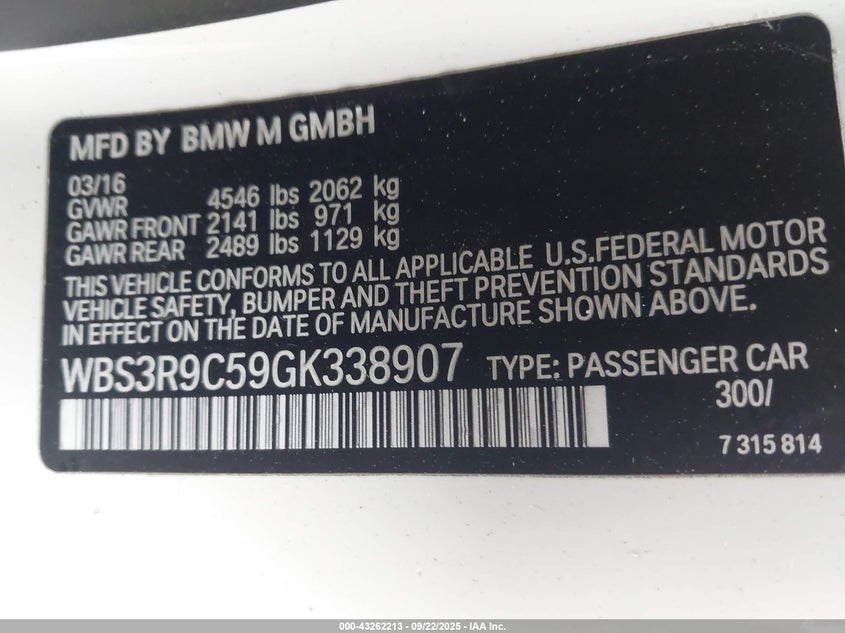 MFD BY BMW M GMBH
03/16
GVWR 4546 lbs 2062 kg
GAWR FRONT 2141 lbs 971 kg
GAWR REAR 2489 lbs 1129 kg
THIS VEHICLE CONFORMS TO ALL APPLICABLE U.S.FEDERAL MOTOR
VEHICLE SAFETY, BUMPER AND THEFT PREVENTION STANDARDS
IN EFFECT ON THE DATE OF MANUFACTURE SHOWN ABOVE.
WBS3R9C59GK338907 TYPE: PASSENGER CAR
300/
7 315 814
000-43262213 - 09/22/2025 - IAA Inc.